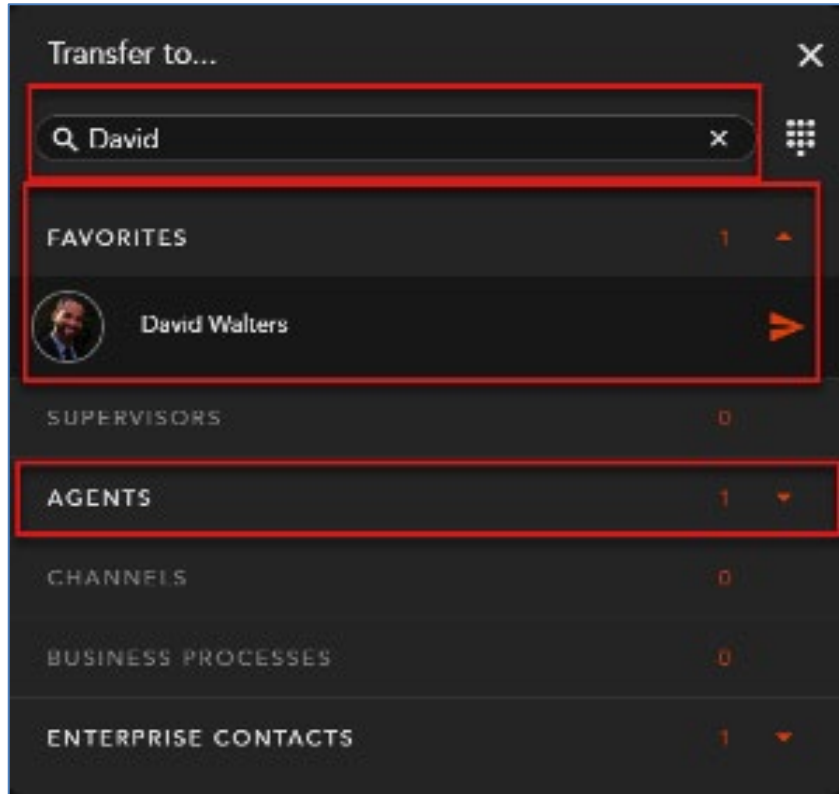 Transfer to...
David
FAVORITES 1
David Walters
SUPERVISORS 0
AGENTS 1
CHANNELS 0
BUSINESS PROCESSES 0
ENTERPRISE CONTACTS 1